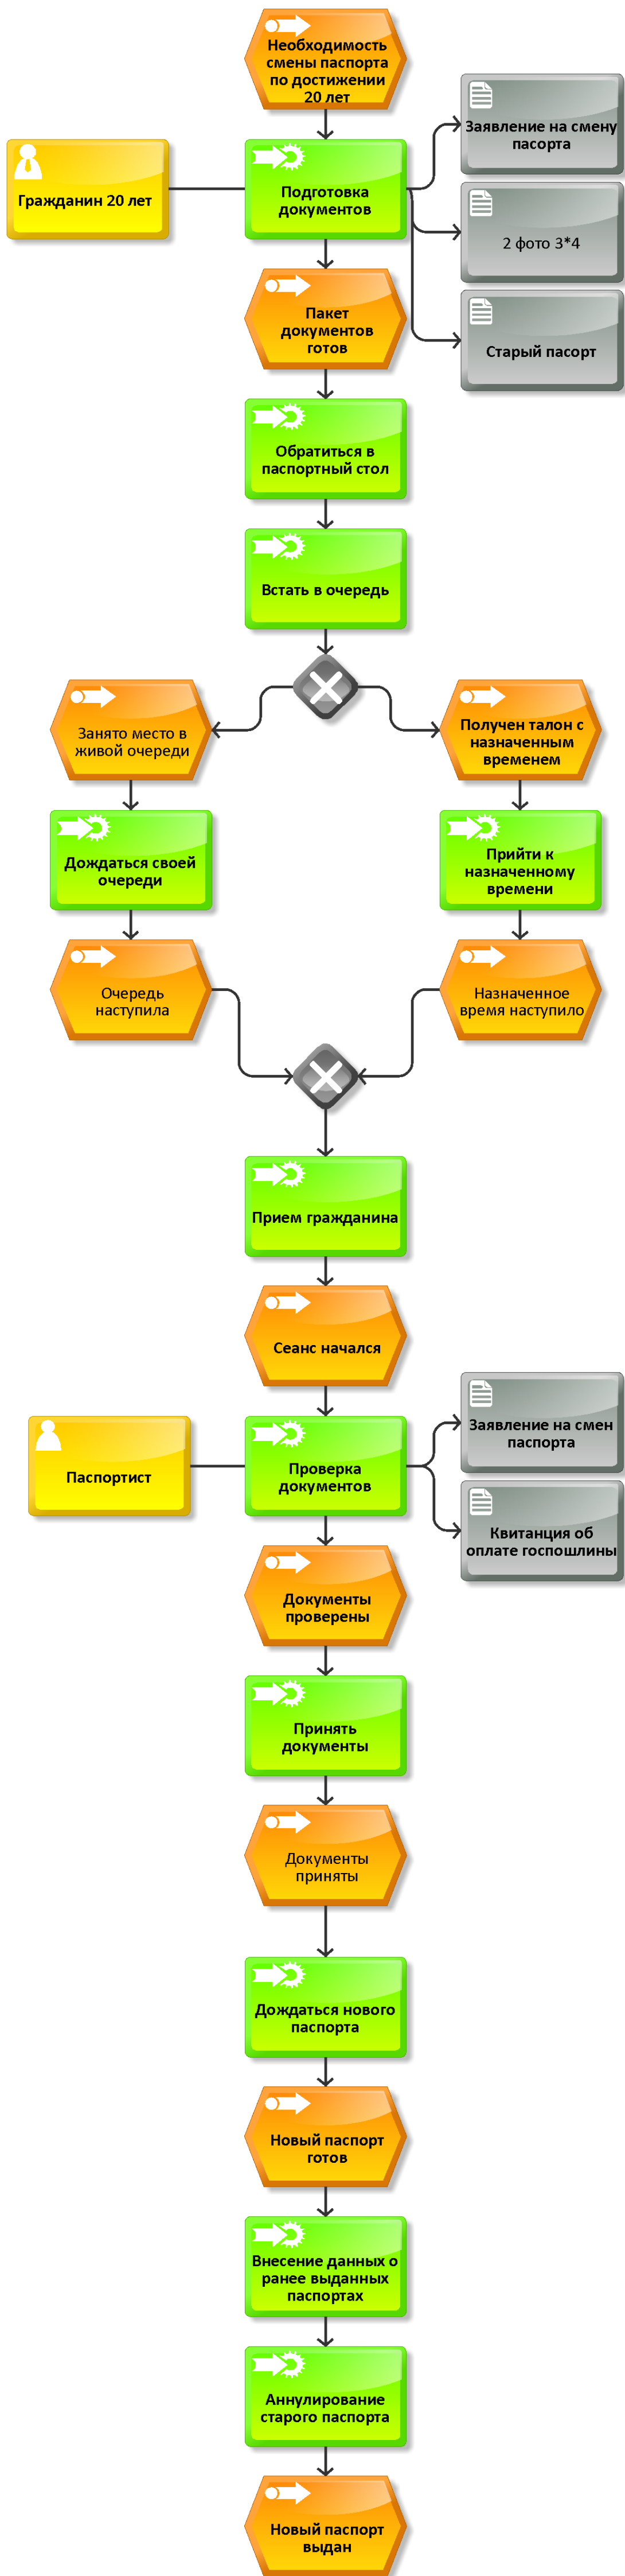 Необходимость
смены паспорта
по достижении
20 лет
Заявление на смену
пасорта
Гражданин 20 лет
Подготовка
документов
2 фото 3*4
Пакет
документов
готов
Старый пасорт
Обратиться в
паспортный стол
Встать в очередь
Занято место в
живой очереди
Получен талон с
назначенным
временем
Дождаться своей
очереди
Прийти к
назначенному
времени
Очередь
наступила
Назначенное
время наступило
Прием гражданина
Сеанс начался
Заявление на смен
паспорта
Паспортист
Проверка
документов
Квитанция об
оплате госпошлины
Документы
проверены
Принять
документы
Документы
приняты
Дождаться нового
паспорта
Новый паспорт
готов
Внесение данных о
ранее выданных
паспортах
Аннулирование
старого паспорта
Новый паспорт
выдан